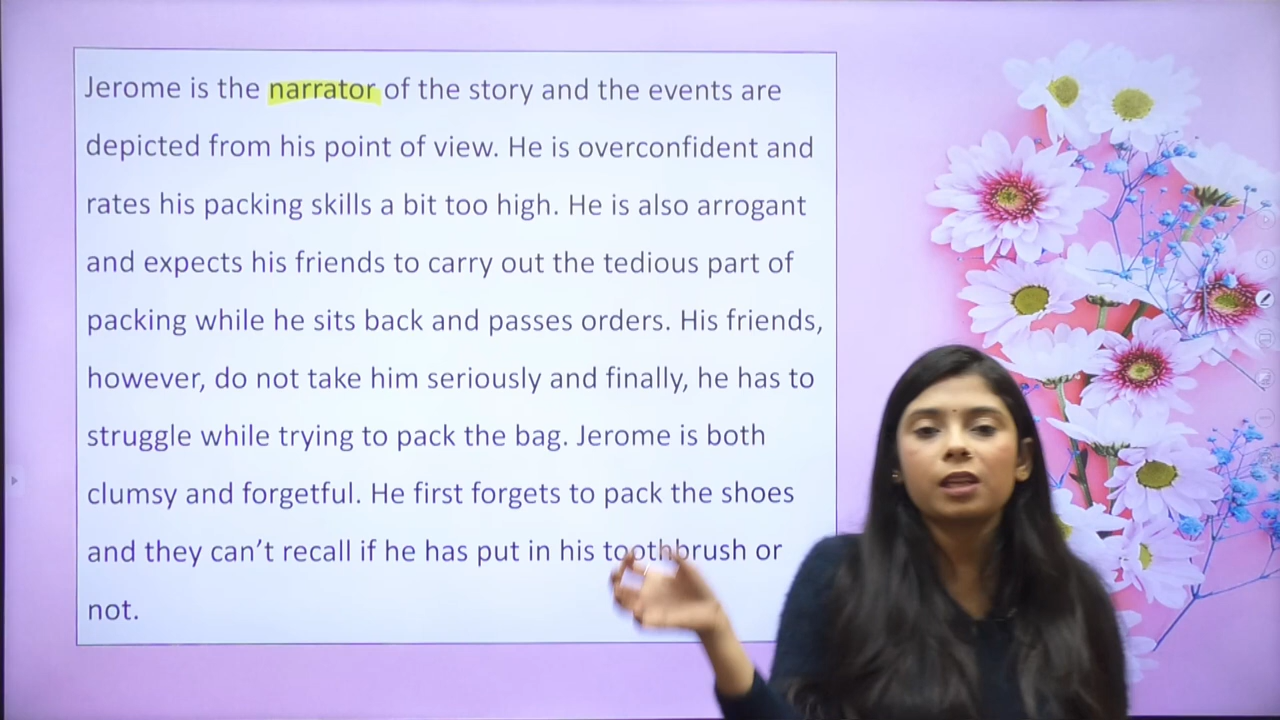 Jerome is the narrator of the story and the events are
depicted from his point of view. He is overconfident and
rates his packing skills a bit too high. He is also arrogant
and expects his friends to carry out the tedious part of
packing while he sits back and passes orders. His friends,
however, do not take him seriously and finally, he has to
struggle while trying to pack the bag. Jerome is both
clumsy and forgetful. He first forgets to pack the shoes
and they can’t recall if he has put in his toothbrush or
not.